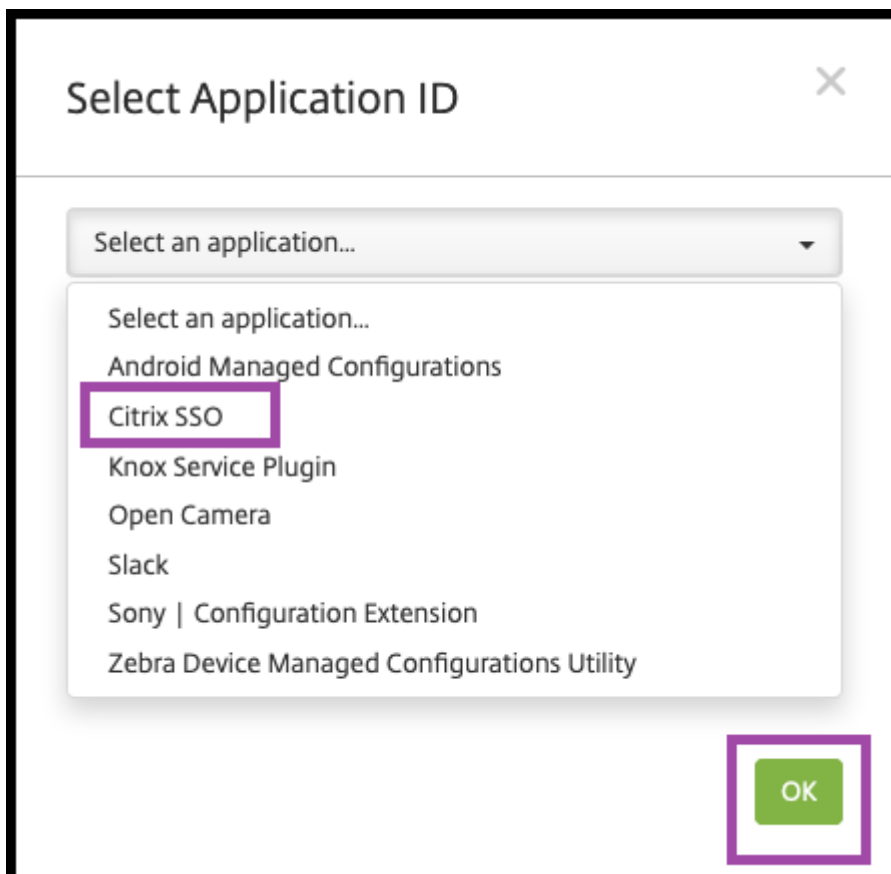 Select Application ID
Select an application...
Select an application...
Android Managed Configurations
Citrix SSO
Knox Service Plugin
Open Camera
Slack
Sony | Configuration Extension
Zebra Device Managed Configurations Utility
OK